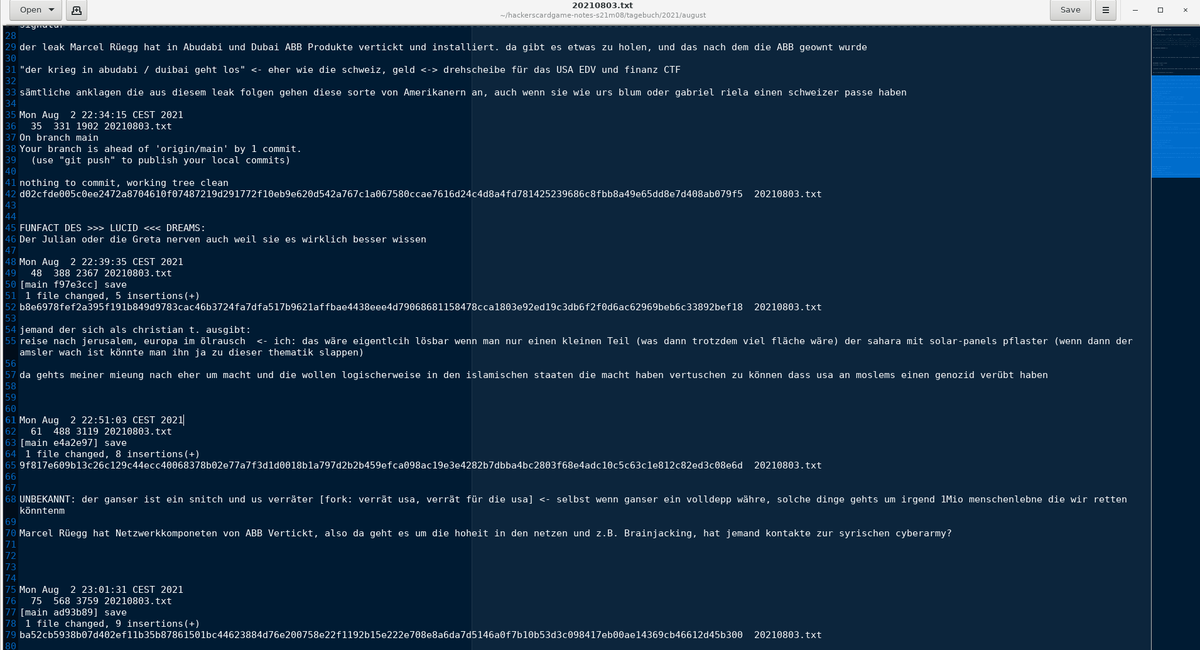 Open
20210803.txt
~/hackerscardgame-notes-s21m08/tagebuch/2021/august
Save
28
29 der leak Marcel Rüegg hat in Abudabi und Dubai ABB Produkte vertickt und installiert. da gibt es etwas zu holen, und das nach dem die ABB geownt wurde
30
31 "der krieg in abudabi / duibai geht los" <- eher wie die schweiz, geld <-> drehscheibe für das USA EDV und finanz CTF
32
33 sämtliche anklagen die aus diesem leak folgen gehen diese sorte von Amerikanern an, auch wenn sie wie urs blum oder gabriel riela einen schweizer passe haben
34
35 Mon Aug  2 22:34:15 CEST 2021
36   35  331 1902 20210803.txt
37 On branch main
38 Your branch is ahead of 'origin/main' by 1 commit.
39   (use "git push" to publish your local commits)
40
41 nothing to commit, working tree clean
42 d02cfde005c0ee2472a8704610f07487219d291772f10eb9e620d542a767c1a067580ccae7616d24c4d8a4fd781425239686c8fbb8a49e65dd8e7d408ab079f5  20210803.txt
43
44
45 FUNFACT DES >>> LUCID <<< DREAMS:
46 Der Julian oder die Greta nerven auch weil sie es wirklich besser wissen
47
48 Mon Aug  2 22:39:35 CEST 2021
49   48  388 2367 20210803.txt
50 [main f97e3cc] save
51  1 file changed, 5 insertions(+)
52 b8e6978fef2a395f191b849d9783cac46b3724fa7dfa517b9621affbae4438eee4d79068681158478cca1803e92ed19c3db6f2f0d6ac62969beb6c33892bef18  20210803.txt
53
54 jemand der sich als christian t. ausgibt:
55 reise nach jerusalem, europa im ölrausch  <- ich: das wäre eigentlcih lösbar wenn man nur einen kleinen Teil (was dann trotzdem viel fläche wäre) der sahara mit solar-panels pflaster (wenn dann der
amsler wach ist könnte man ihn ja zu dieser thematik slappen)
56
57 da gehts meiner mieung nach eher um macht und die wollen logischerweise in den islamischen staaten die macht haben vertuschen zu können dass usa an moslems einen genozid verübt haben
58
59
60
61 Mon Aug  2 22:51:03 CEST 2021
62   61  488 3119 20210803.txt
63 [main e4a2e97] save
64  1 file changed, 8 insertions(+)
65 9f817e609b13c26c129c44ecc40068378b02e77a7f3d1d0018b1a797d2b2b459efca098ac19e3e4282b7dbba4bc2803f68e4adc10c5c63c1e812c82ed3c08e6d  20210803.txt
66
67
68 UNBEKANNT: der ganser ist ein snitch und us verräter [fork: verrät usa, verrät für die usa] <- selbst wenn ganser ein volldepp währe, solche dinge gehts um irgend 1Mio menschenlebne die wir retten
könntenm
69
70 Marcel Rüegg hat Netzwerkkomponeten von ABB Vertickt, also da geht es um die hoheit in den netzen und z.B. Brainjacking, hat jemand kontakte zur syrischen cyberarmy?
71
72
73
74
75 Mon Aug  2 23:01:31 CEST 2021
76   75  568 3759 20210803.txt
77 [main ad93b89] save
78  1 file changed, 9 insertions(+)
79 ba52cb5938b07d402ef11b35b87861501bc44623884d76e200758e22f1192b15e222e708e8a6da7d5146a0f7b10b53d3c098417eb00ae14369cb46612d45b300  20210803.txt
80